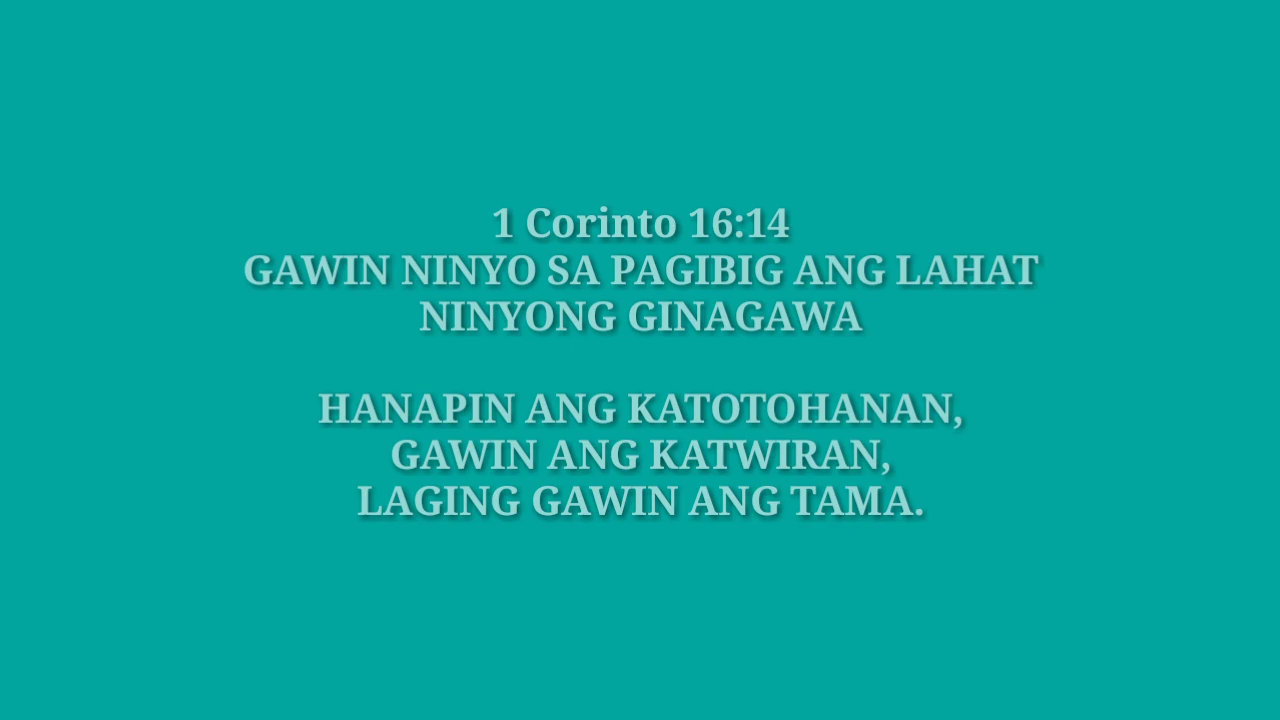 1 Corinto 16:14
GAWIN NINYO SA PAGIBIG ANG LAHAT
NINYONG GINAGAWA
HANAPIN ANG KATOTOHANAN,
GAWIN ANG KATWIRAN,
LAGING GAWIN ANG TAMA.